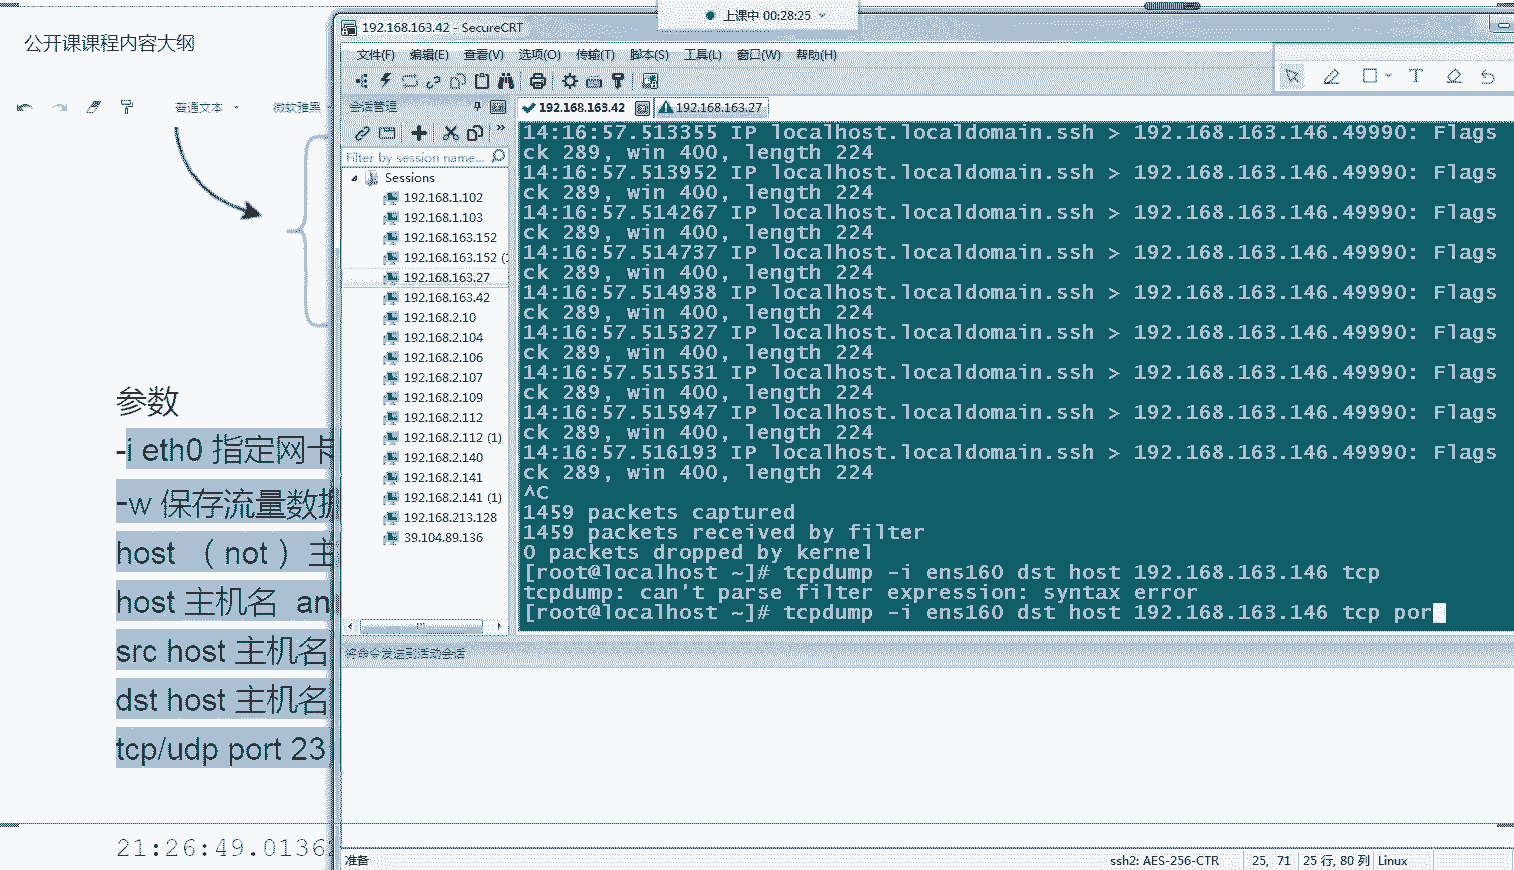 上课中 00:28:25
公开课课程内容大纲
普通文本 微软雅黑
192.168.163.42 - SecureCRT
文件(F) 编辑(E) 查看(V) 选项(O) 传输(T) 脚本(S) 工具(L) 窗口(W) 帮助(H)
会话管理
Filter by session name...
Sessions
192.168.1.102
192.168.1.103
192.168.163.152
192.168.163.152 (
192.168.163.27
192.168.163.42
192.168.2.10
192.168.2.104
192.168.2.106
192.168.2.107
192.168.2.109
192.168.2.112
192.168.2.112 (1)
192.168.2.140
192.168.2.141
192.168.2.141 (1)
192.168.213.128
39.104.89.136
192.168.163.42 192.168.163.27
14:16:57.513355 IP localhost.localdomain.ssh > 192.168.163.146.49990: Flags
ck 289, win 400, length 224
14:16:57.513952 IP localhost.localdomain.ssh > 192.168.163.146.49990: Flags
ck 289, win 400, length 224
14:16:57.514267 IP localhost.localdomain.ssh > 192.168.163.146.49990: Flags
ck 289, win 400, length 224
14:16:57.514737 IP localhost.localdomain.ssh > 192.168.163.146.49990: Flags
ck 289, win 400, length 224
14:16:57.514938 IP localhost.localdomain.ssh > 192.168.163.146.49990: Flags
ck 289, win 400, length 224
14:16:57.515327 IP localhost.localdomain.ssh > 192.168.163.146.49990: Flags
ck 289, win 400, length 224
14:16:57.515531 IP localhost.localdomain.ssh > 192.168.163.146.49990: Flags
ck 289, win 400, length 224
14:16:57.515947 IP localhost.localdomain.ssh > 192.168.163.146.49990: Flags
ck 289, win 400, length 224
14:16:57.516193 IP localhost.localdomain.ssh > 192.168.163.146.49990: Flags
ck 289, win 400, length 224
^C
1459 packets captured
1459 packets received by filter
0 packets dropped by kernel
[root@localhost ~]# tcpdump -i ens160 dst host 192.168.163.146 tcp
tcpdump: can't parse filter expression: syntax error
[root@localhost ~]# tcpdump -i ens160 dst host 192.168.163.146 tcp por
将命令发送到活动会话
参数
-i eth0 指定网卡
-w 保存流量数据
host （ not ） 主
host 主机名 an
src host 主机名
dst host 主机名
tcp/udp port 23
21:26:49.01362
准备
ssh2: AES-256-CTR 25, 71 25 行, 80 列 Linux